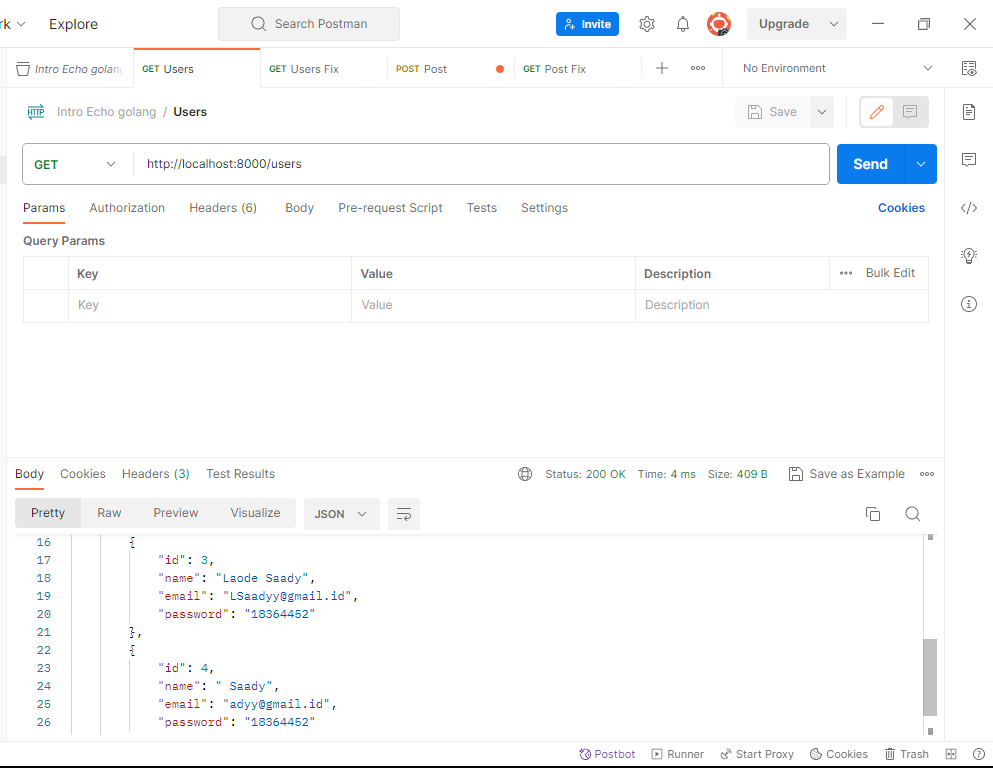 rk Explore Search Postman Invite Upgrade
Intro Echo golang GET Users GET Users Fix POST Post GET Post Fix No Environment
HTTP Intro Echo golang / Users Save
GET http://localhost:8000/users Send
Params Authorization Headers (6) Body Pre-request Script Tests Settings Cookies
Query Params
Key Value Description Bulk Edit
Key Value Description
Body Cookies Headers (3) Test Results Status: 200 OK Time: 4 ms Size: 409 B Save as Example
Pretty Raw Preview Visualize JSON
16 {
17 "id": 3,
18 "name": "Laode Saady",
19 "email": "LSaadyy@gmail.id",
20 "password": "18364452"
21 },
22 {
23 "id": 4,
24 "name": " Saady",
25 "email": "adyy@gmail.id",
26 "password": "18364452"
Postbot Runner Start Proxy Cookies Trash